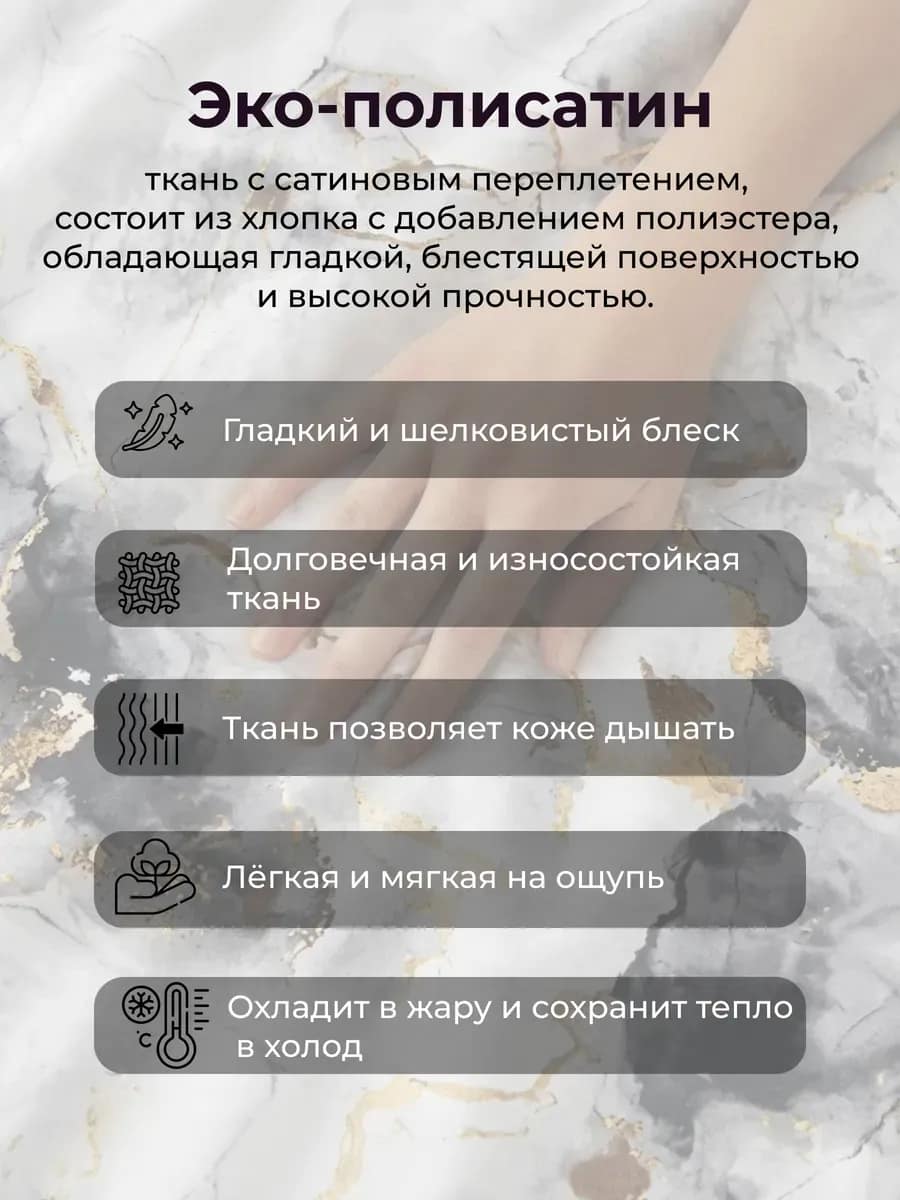 Эко-полисатин
ткань с сатиновым переплетением,
состоит из хлопка с добавлением полиэстера,
обладающая гладкой, блестящей поверхностью
и высокой прочностью.
Гладкий и шелковистый блеск
Долговечная и износостойкая
ткань
Ткань позволяет коже дышать
Лёгкая и мягкая на ощупь
Охладит в жару и сохранит тепло
в холод
°C